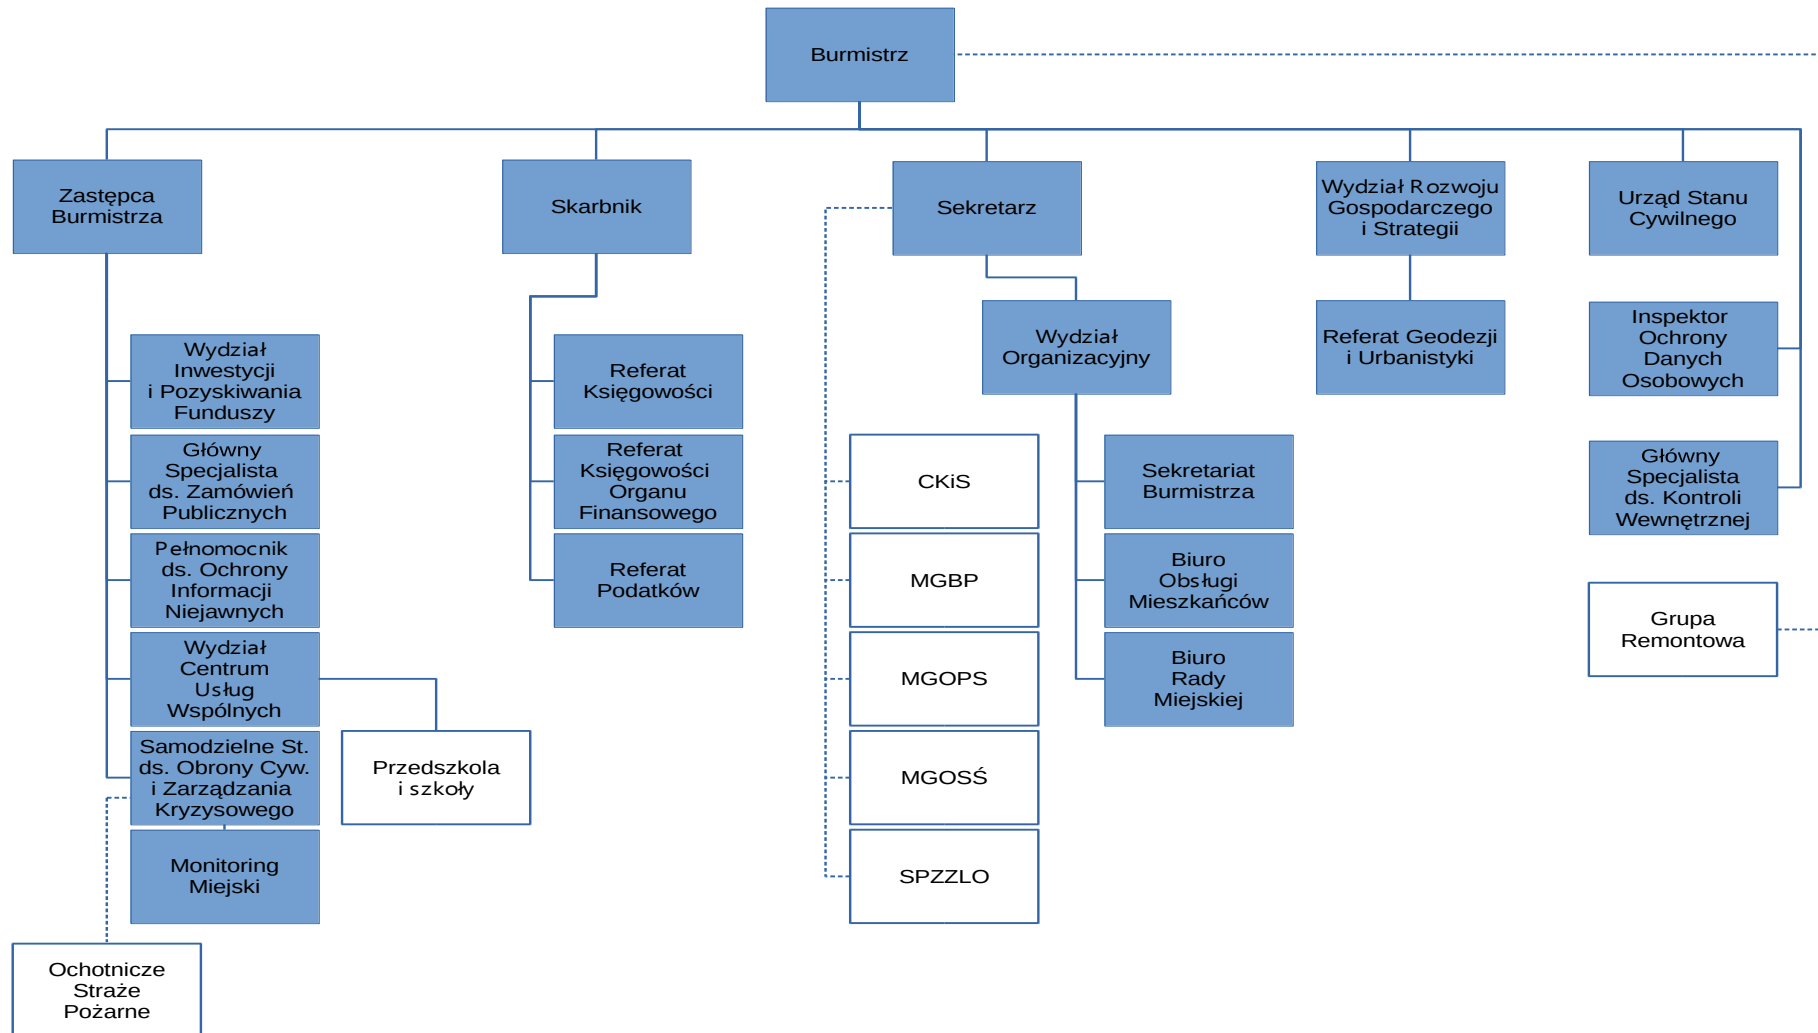 Burmistrz
Zastępca
Burmistrza
Skarbnik
Sekretarz
Wydział Rozwoju
Gospodarczego
i Strategii
Urząd Stanu
Cywilnego
Wydział
Inwestycji
i Pozyskiwania
Funduszy
Referat
Księgowości
Wydział
Organizacyjny
Referat Geodezji
i Urbanistyki
Inspektor
Ochrony
Danych
Osobowych
Główny
Specjalista
ds. Zamówień
Publicznych
Referat
Księgowości
Organu
Finansowego
CKiS
Sekretariat
Burmistrza
Główny
Specjalista
ds. Kontroli
Wewnętrznej
Pełnomocnik
ds. Ochrony
Informacji
Niejawnych
Referat
Podatków
MGBP
Biuro
Obsługi
Mieszkańców
Grupa
Remontowa
Wydział
Centrum
Usług
Wspólnych
MGOPS
Biuro
Rady
Miejskiej
Samodzielne St.
ds. Obrony Cyw.
i Zarządzania
Kryzysowego
Przedszkola
i szkoły
MGOSŚ
Monitoring
Miejski
SPZZLO
Ochotnicze
Straże
Pożarne